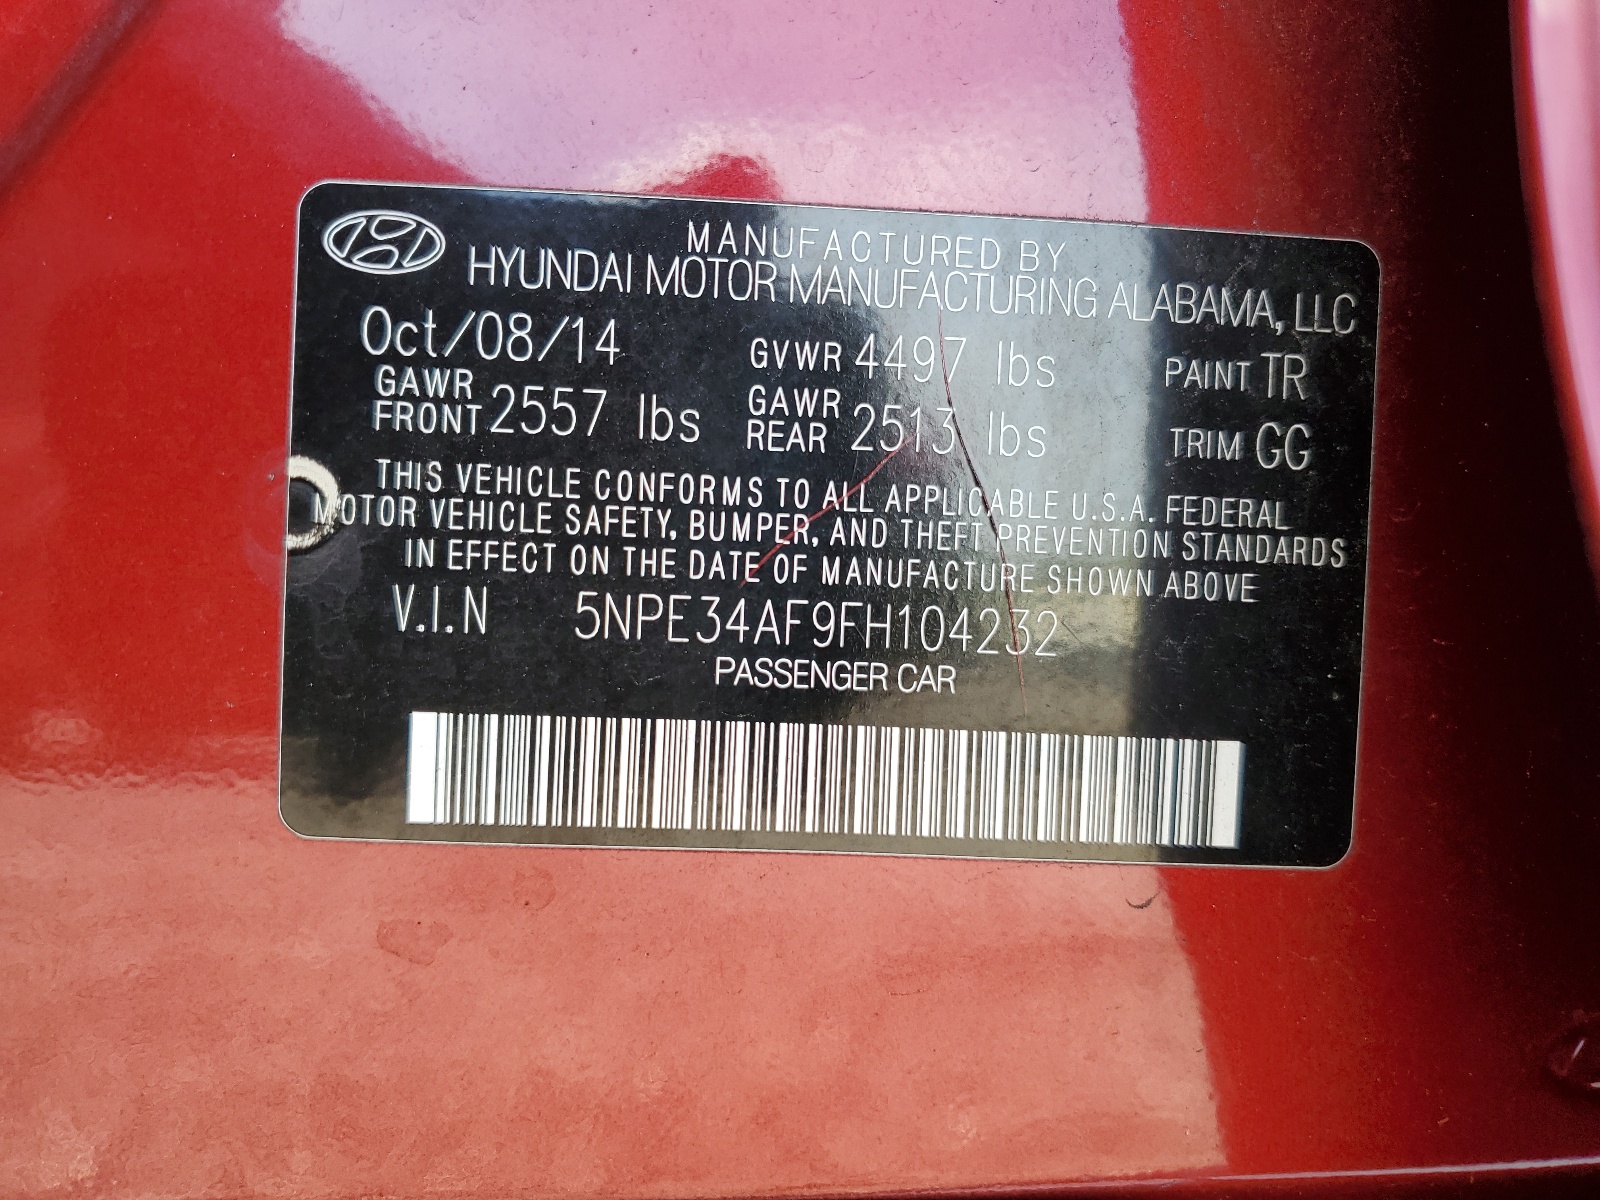 MANUFACTURED BY
HYUNDAI MOTOR MANUFACTURING ALABAMA, LLC
Oct/08/14 GVWR 4497 lbs PAINT TR
GAWR FRONT 2557 lbs GAWR REAR 2513 lbs TRIM GG
THIS VEHICLE CONFORMS TO ALL APPLICABLE U.S.A. FEDERAL
MOTOR VEHICLE SAFETY, BUMPER, AND THEFT PREVENTION STANDARDS
IN EFFECT ON THE DATE OF MANUFACTURE SHOWN ABOVE
V.I.N 5NPE34AF9FH104232
PASSENGER CAR